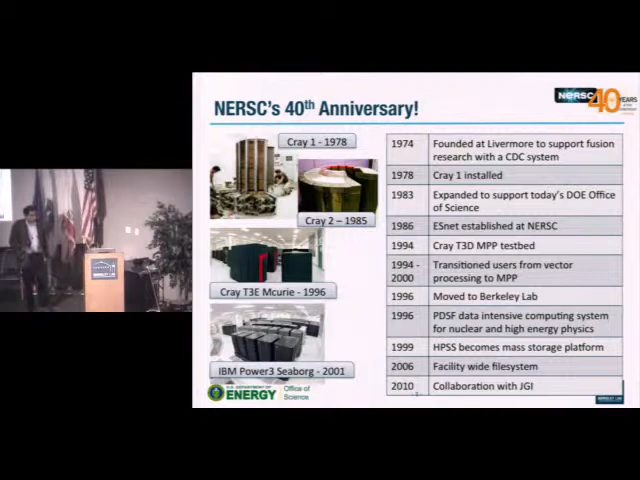 NERSC's 40th Anniversary!
NERSC
40 YEARS
Cray 1 - 1978
Cray 2 – 1985
Cray T3E Mcurie - 1996
IBM Power3 Seaborg - 2001
1974 Founded at Livermore to support fusion
research with a CDC system
1978 Cray 1 installed
1983 Expanded to support today's DOE Office
of Science
1986 ESnet established at NERSC
1994 Cray T3D MPP testbed
1994 - Transitioned users from vector
2000 processing to MPP
1996 Moved to Berkeley Lab
1996 PDSF data intensive computing system
for nuclear and high energy physics
1999 HPSS becomes mass storage platform
2006 Facility wide filesystem
2010 Collaboration with JGI
U.S. DEPARTMENT OF
ENERGY
Office of
Science
BERKELEY LAB